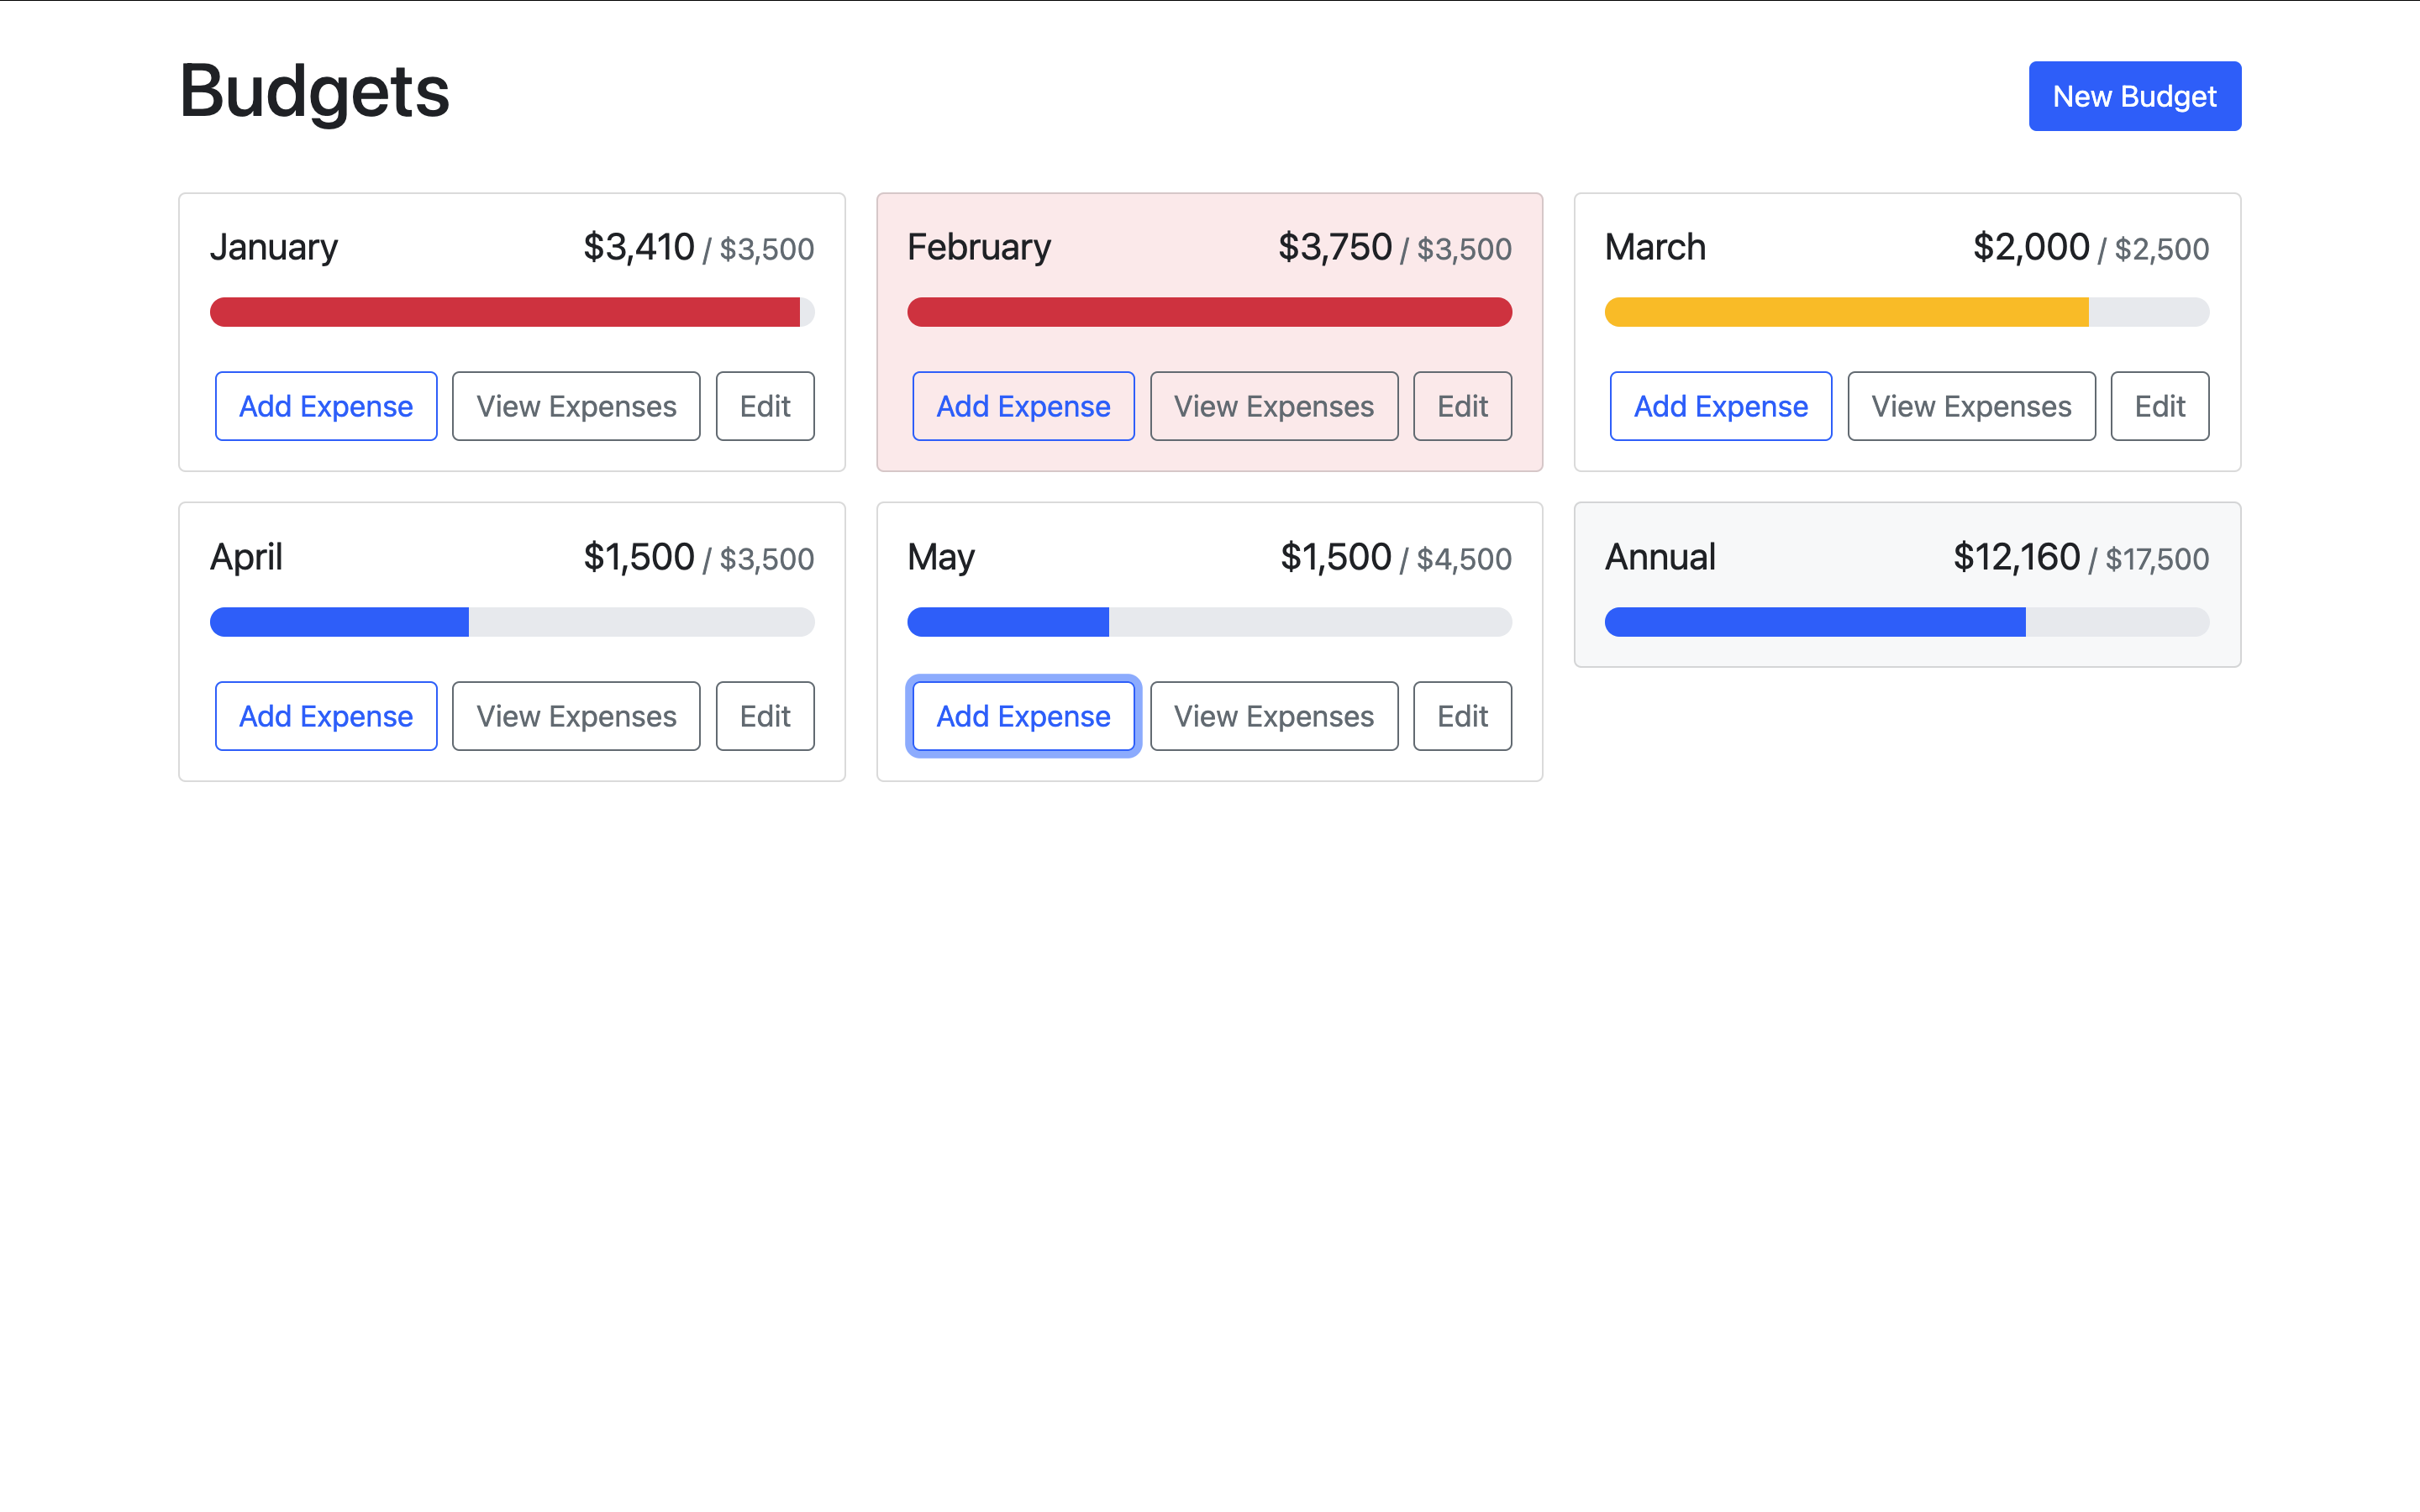 Budgets
New Budget
January $3,410 / $3,500
Add Expense View Expenses Edit
February $3,750 / $3,500
Add Expense View Expenses Edit
March $2,000 / $2,500
Add Expense View Expenses Edit
April $1,500 / $3,500
Add Expense View Expenses Edit
May $1,500 / $4,500
Add Expense View Expenses Edit
Annual $12,160 / $17,500